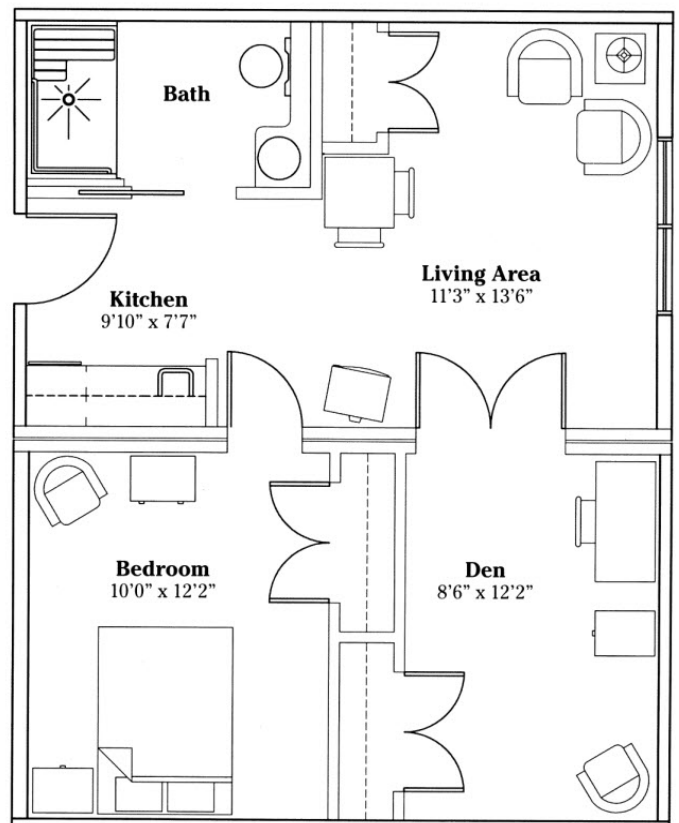 Bath
Living Area
11’3” x 13’6”
Kitchen
9’10” x 7’7”
Bedroom
10’0” x 12’2”
Den
8’6” x 12’2”